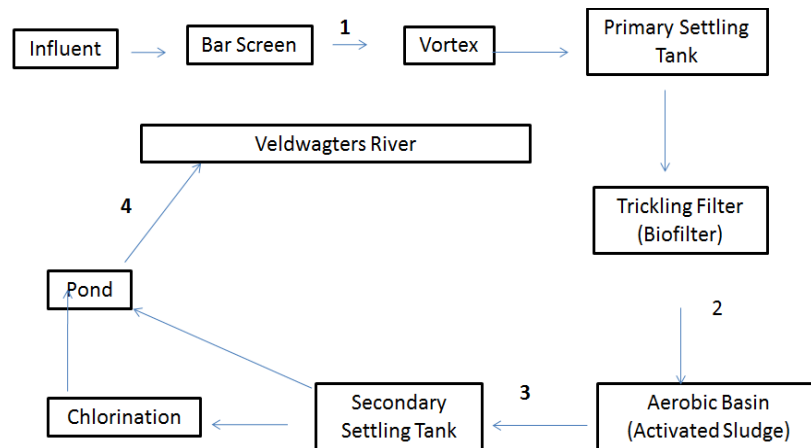 Influent
Bar Screen
1
Vortex
Primary Settling
Tank
Veldwagters River
4
Trickling Filter
(Biofilter)
Pond
2
Chlorination
Secondary
Settling Tank
3
Aerobic Basin
(Activated Sludge)